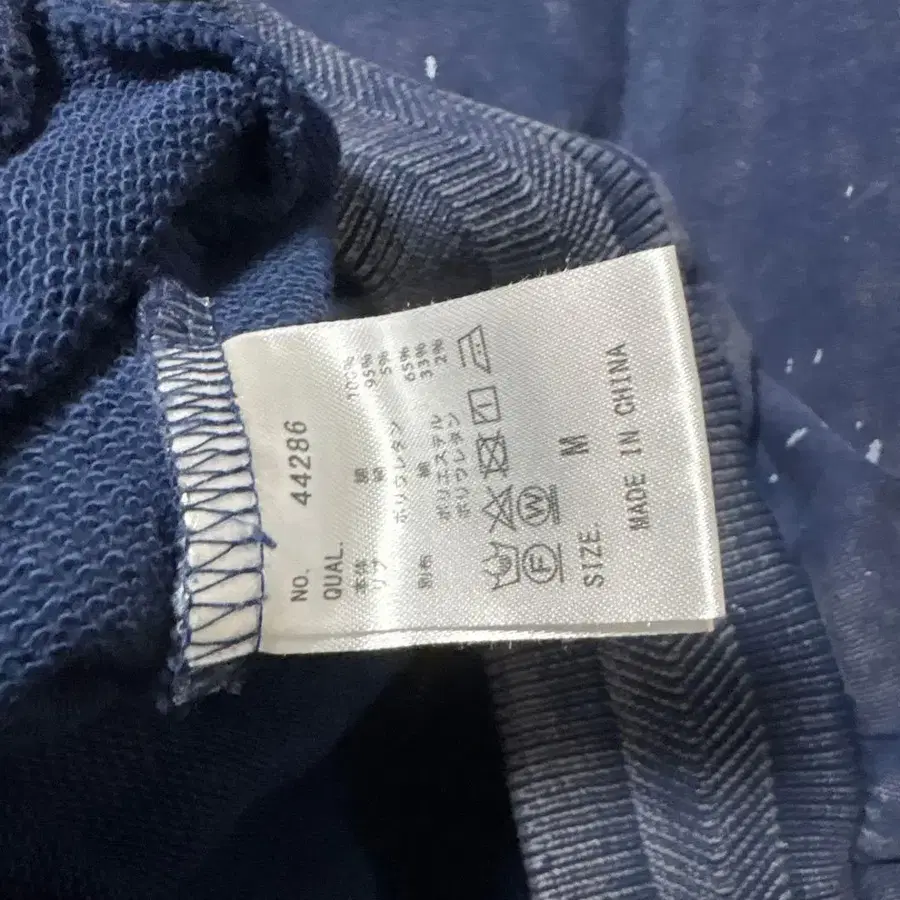 NO. 44286
QUAL.
本体 綿 100%
リブ 綿 95%
ポリウレタン 5%
別布 ポリエステル 65%
綿 33%
ポリウレタン 2%
F W
SIZE. M
MADE IN CHINA